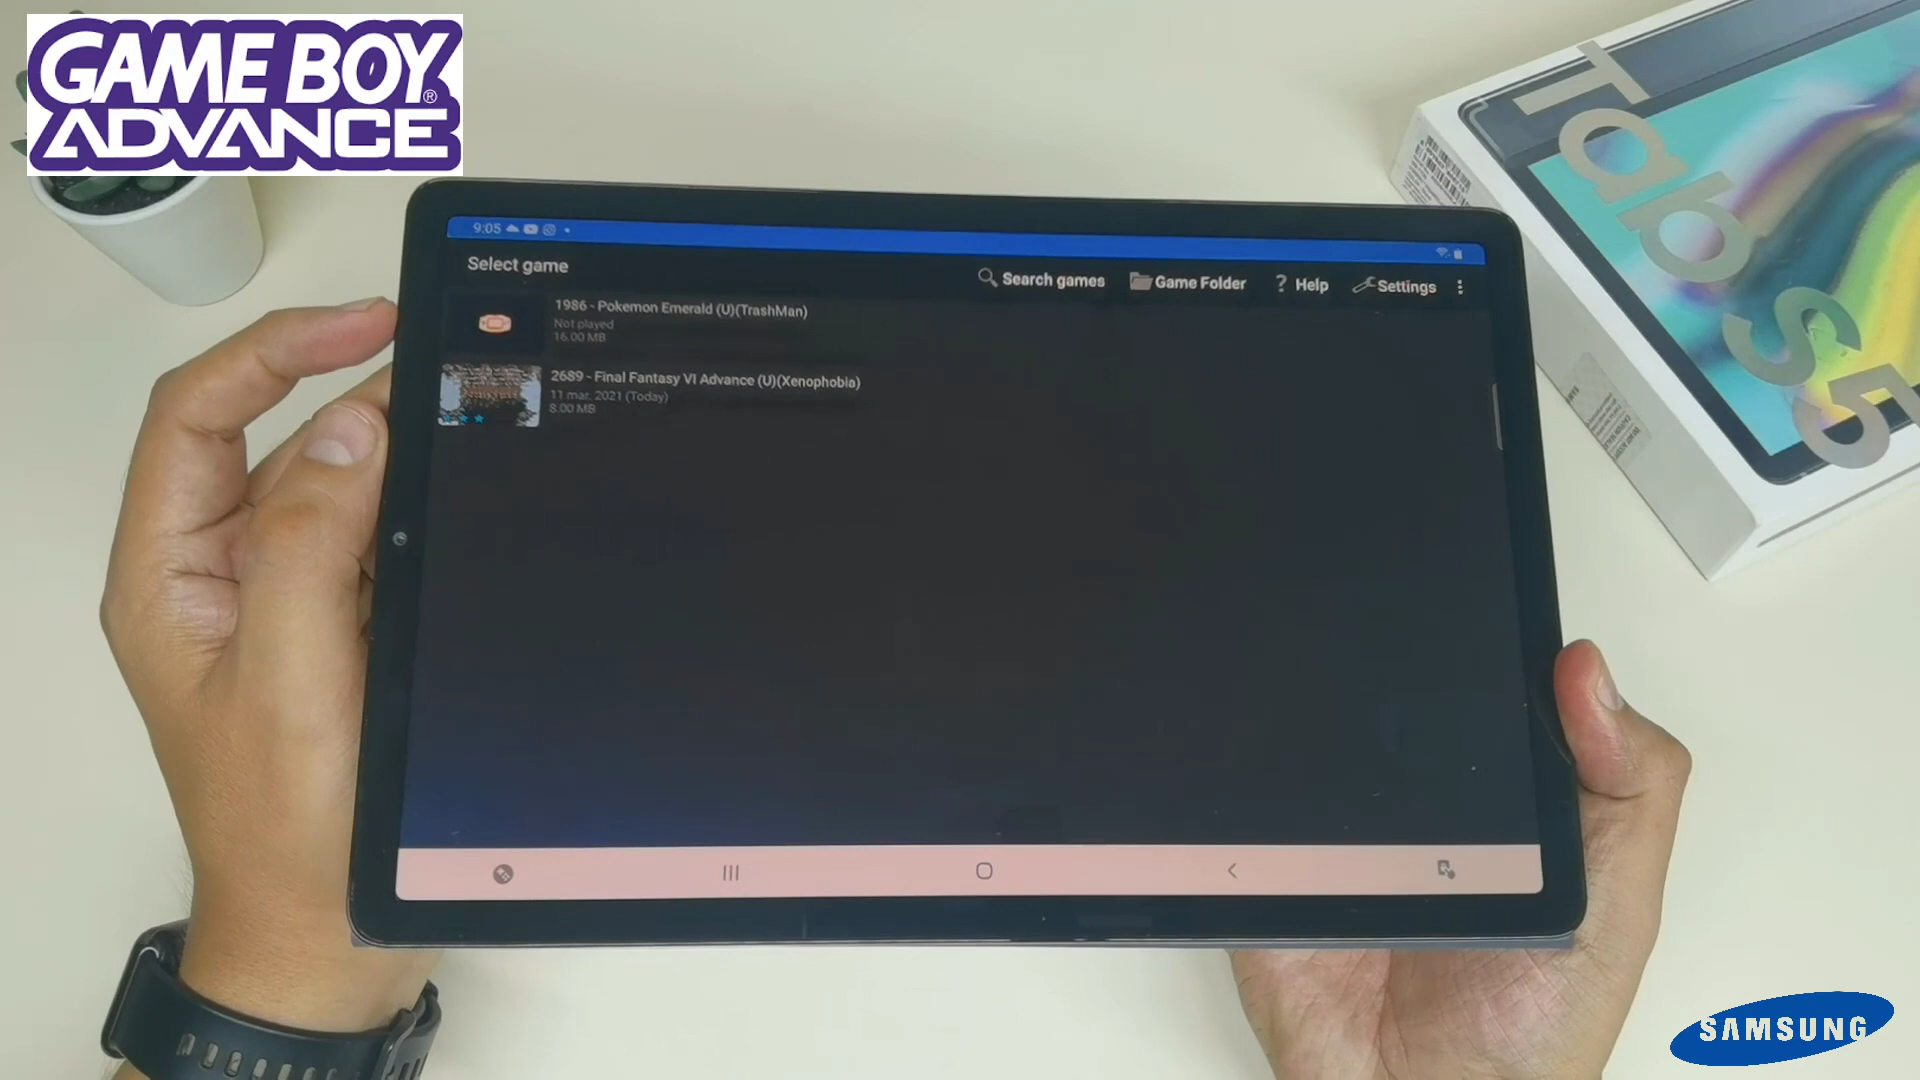 GAME BOY
ADVANCE
Tab S5
9:05
Select game
Search games
Game Folder
? Help
Settings
1986 - Pokemon Emerald (U)(TrashMan)
Not played
16.00 MB
2689 - Final Fantasy VI Advance (U)(Xenophobia)
11 mar. 2021 (Today)
8.00 MB
SAMSUNG